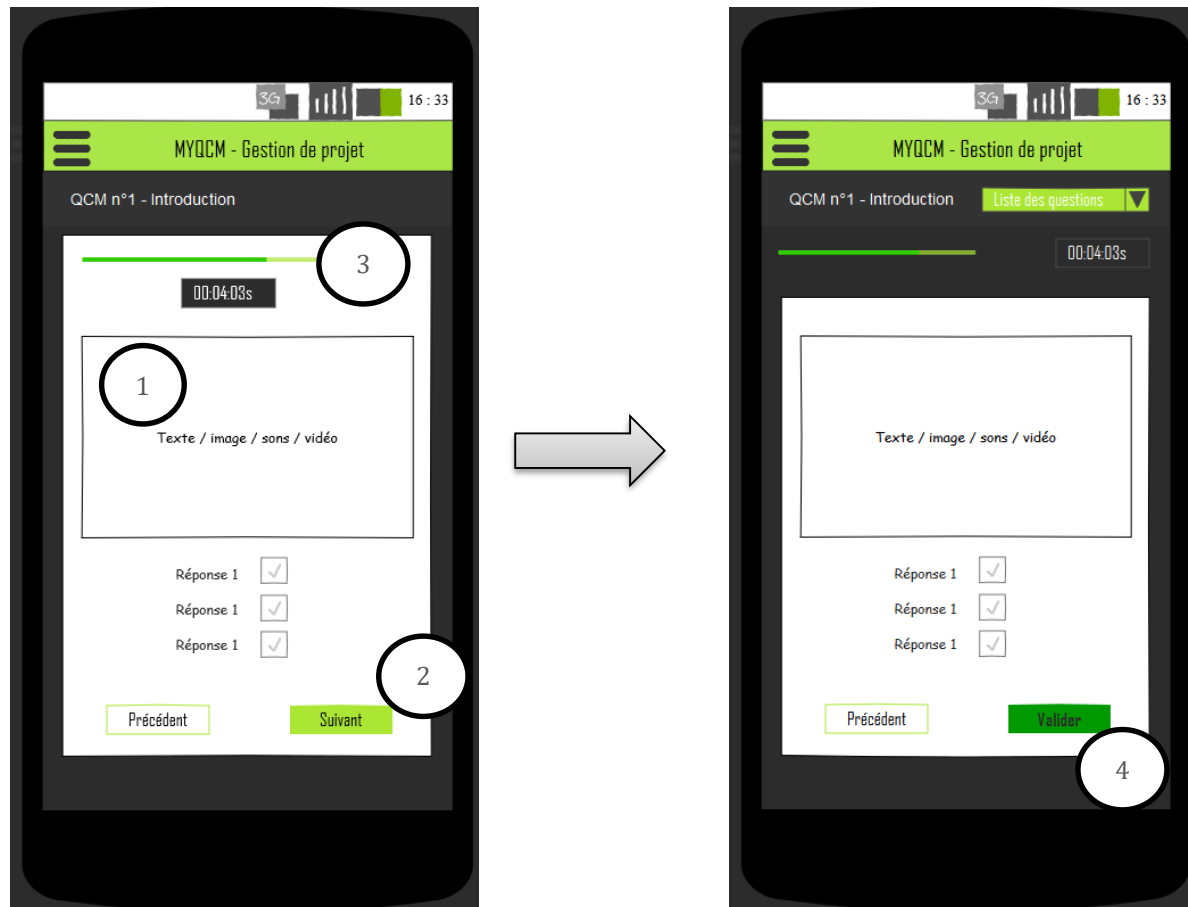 3G
16 : 33
MYQCM - Gestion de projet
QCM n°1 - Introduction
3
00:04:03s
1
Texte / image / sons / vidéo
Réponse 1
Réponse 1
Réponse 1
2
Précédent
Suivant
3G
16 : 33
MYQCM - Gestion de projet
QCM n°1 - Introduction
Liste des questions
00:04:03s
Texte / image / sons / vidéo
Réponse 1
Réponse 1
Réponse 1
Précédent
Valider
4